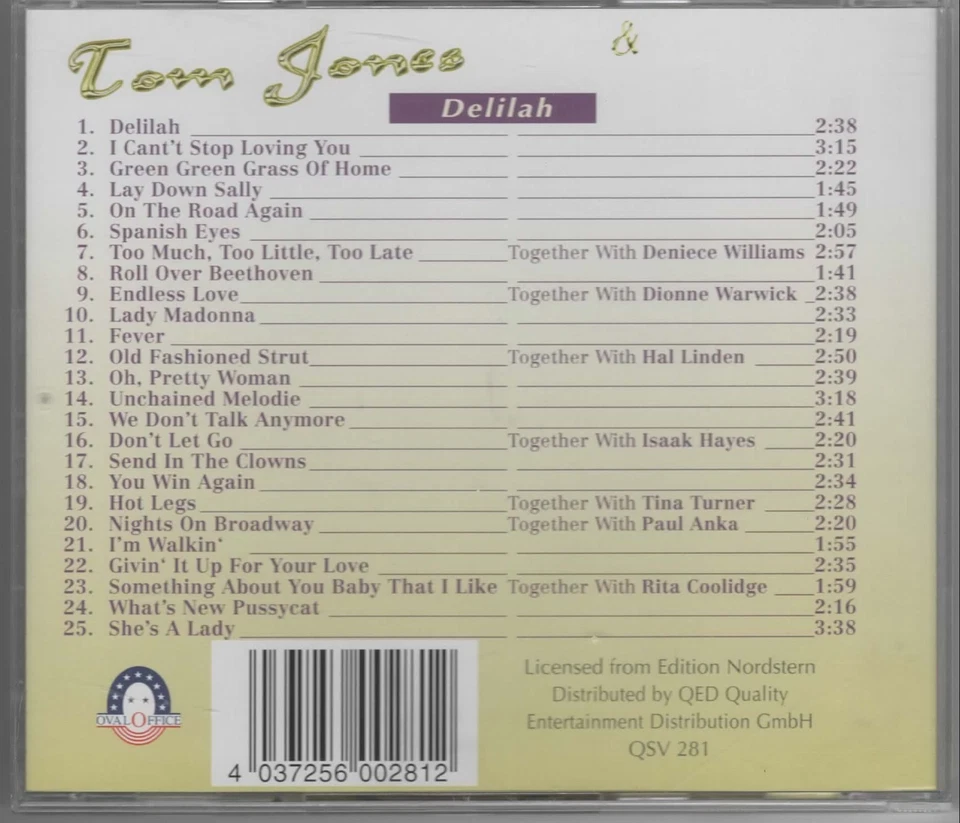 Tom Jones &
Delilah
1. Delilah 2:38
2. I Cant't Stop Loving You 3:15
3. Green Green Grass Of Home 2:22
4. Lay Down Sally 1:45
5. On The Road Again 1:49
6. Spanish Eyes 2:05
7. Too Much, Too Little, Too Late Together With Deniece Williams 2:57
8. Roll Over Beethoven 1:41
9. Endless Love Together With Dionne Warwick 2:38
10. Lady Madonna 2:33
11. Fever 2:19
12. Old Fashioned Strut Together With Hal Linden 2:50
13. Oh, Pretty Woman 2:39
14. Unchained Melodie 3:18
15. We Don't Talk Anymore 2:41
16. Don't Let Go Together With Isaak Hayes 2:20
17. Send In The Clowns 2:31
18. You Win Again 2:34
19. Hot Legs Together With Tina Turner 2:28
20. Nights On Broadway Together With Paul Anka 2:20
21. I'm Walkin‘ 1:55
22. Givin‘ It Up For Your Love 2:35
23. Something About You Baby That I Like Together With Rita Coolidge 1:59
24. What's New Pussycat 2:16
25. She's A Lady 3:38
OVAL OFFICE
4 037256 002812
Licensed from Edition Nordstern
Distributed by QED Quality
Entertainment Distribution GmbH
QSV 281